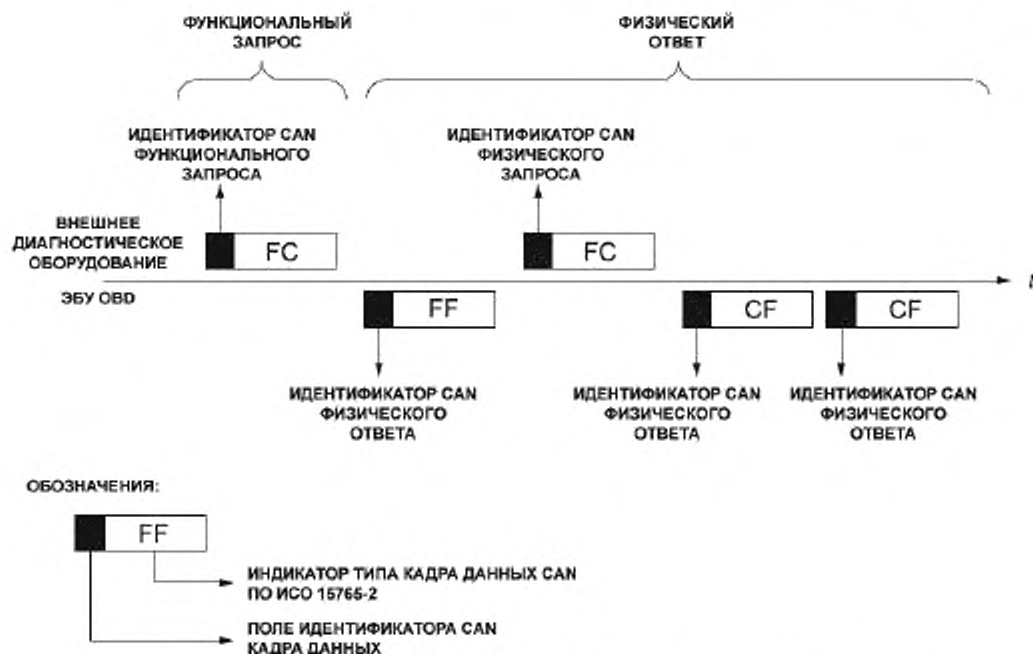 ФУНКЦИОНАЛЬНЫЙ
ЗАПРОС
ФИЗИЧЕСКИЙ
ОТВЕТ
ИДЕНТИФИКАТОР CAN
ФУНКЦИОНАЛЬНОГО
ЗАПРОСА
ИДЕНТИФИКАТОР CAN
ФИЗИЧЕСКОГО
ЗАПРОСА
ВНЕШНЕЕ
ДИАГНОСТИЧЕСКОЕ
ОБОРУДОВАНИЕ
FC
FC
ЭБУ OBD
FF
CF
CF
ИДЕНТИФИКАТОР CAN
ФИЗИЧЕСКОГО
ОТВЕТА
ИДЕНТИФИКАТОР CAN
ФИЗИЧЕСКОГО
ОТВЕТА
ИДЕНТИФИКАТОР CAN
ФИЗИЧЕСКОГО
ОТВЕТА
ОБОЗНАЧЕНИЯ:
FF
ИНДИКАТОР ТИПА КАДРА ДАННЫХ CAN
ПО ИСО 15765-2
ПОЛЕ ИДЕНТИФИКАТОРА CAN
КАДРА ДАННЫХ